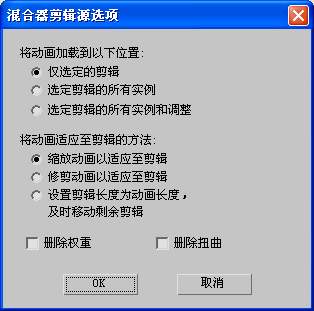 混合器剪辑源选项
将动画加载到以下位置:
仅选定的剪辑
选定剪辑的所有实例
选定剪辑的所有实例和调整
将动画适应至剪辑的方法:
缩放动画以适应至剪辑
修剪动画以适应至剪辑
设置剪辑长度为动画长度，
及时移动剩余剪辑
删除权重
删除扭曲
OK
取消